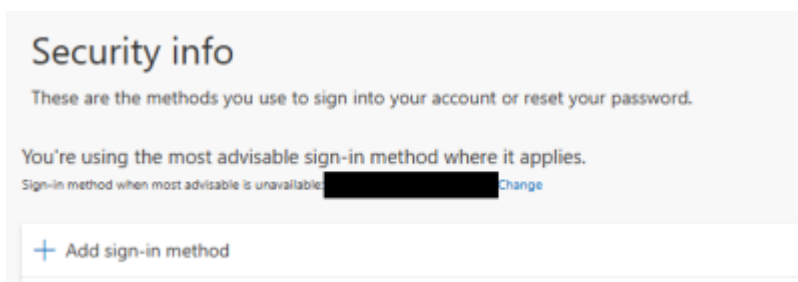 Security info
These are the methods you use to sign into your account or reset your password.
You're using the most advisable sign-in method where it applies.
Sign-in method when most advisable is unavailable: Change
+ Add sign-in method